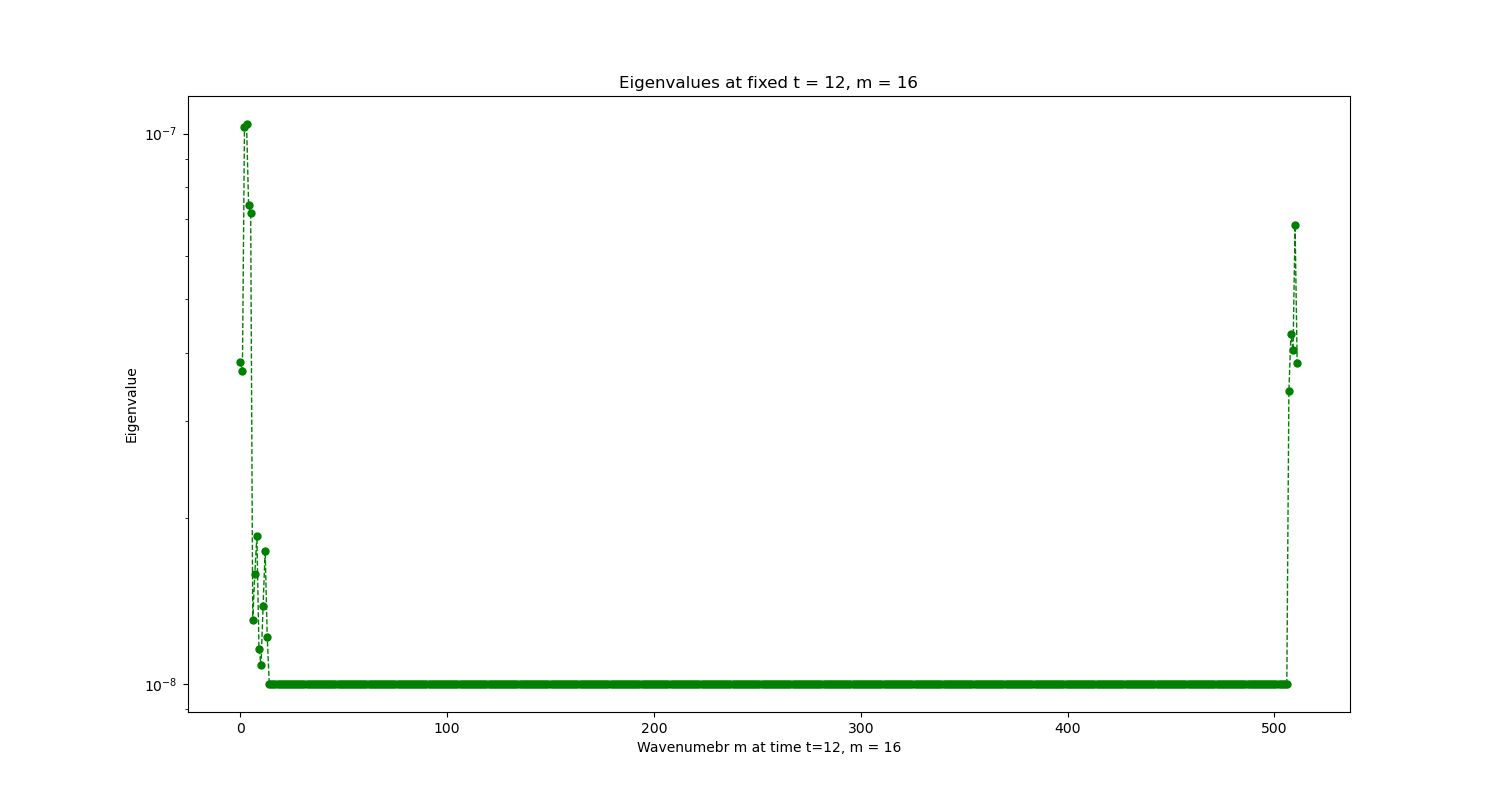 Eigenvalues at fixed t = 12, m = 16
10⁻⁷
Eigenvalue
10⁻⁸
0 100 200 300 400 500
Wavenumebr m at time t=12, m = 16